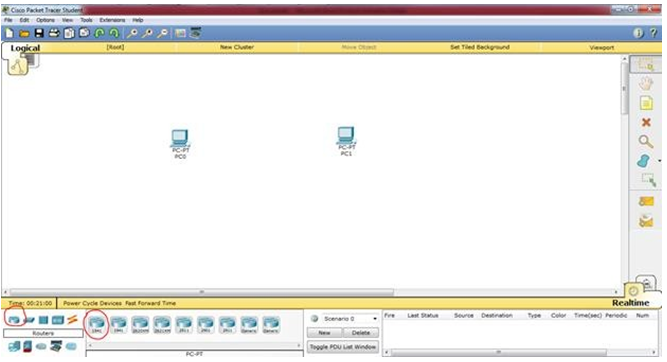 Cisco Packet Tracer Student
File Edit Options View Tools Extensions Help
Logical [Root] New Cluster Move Object Set Tiled Background Viewport
PC-PT
PC0
PC-PT
PC1
Time: 00:21:00 Power Cycle Devices Fast Forward Time Realtime
Scenario 0
Fire Last Status Source Destination Type Color Time(sec) Periodic Num
1841 1941 2620XM 2621XM 2811 2901 2911 Generic Generic
Routers
New Delete
Toggle PDU List Window
PC-PT